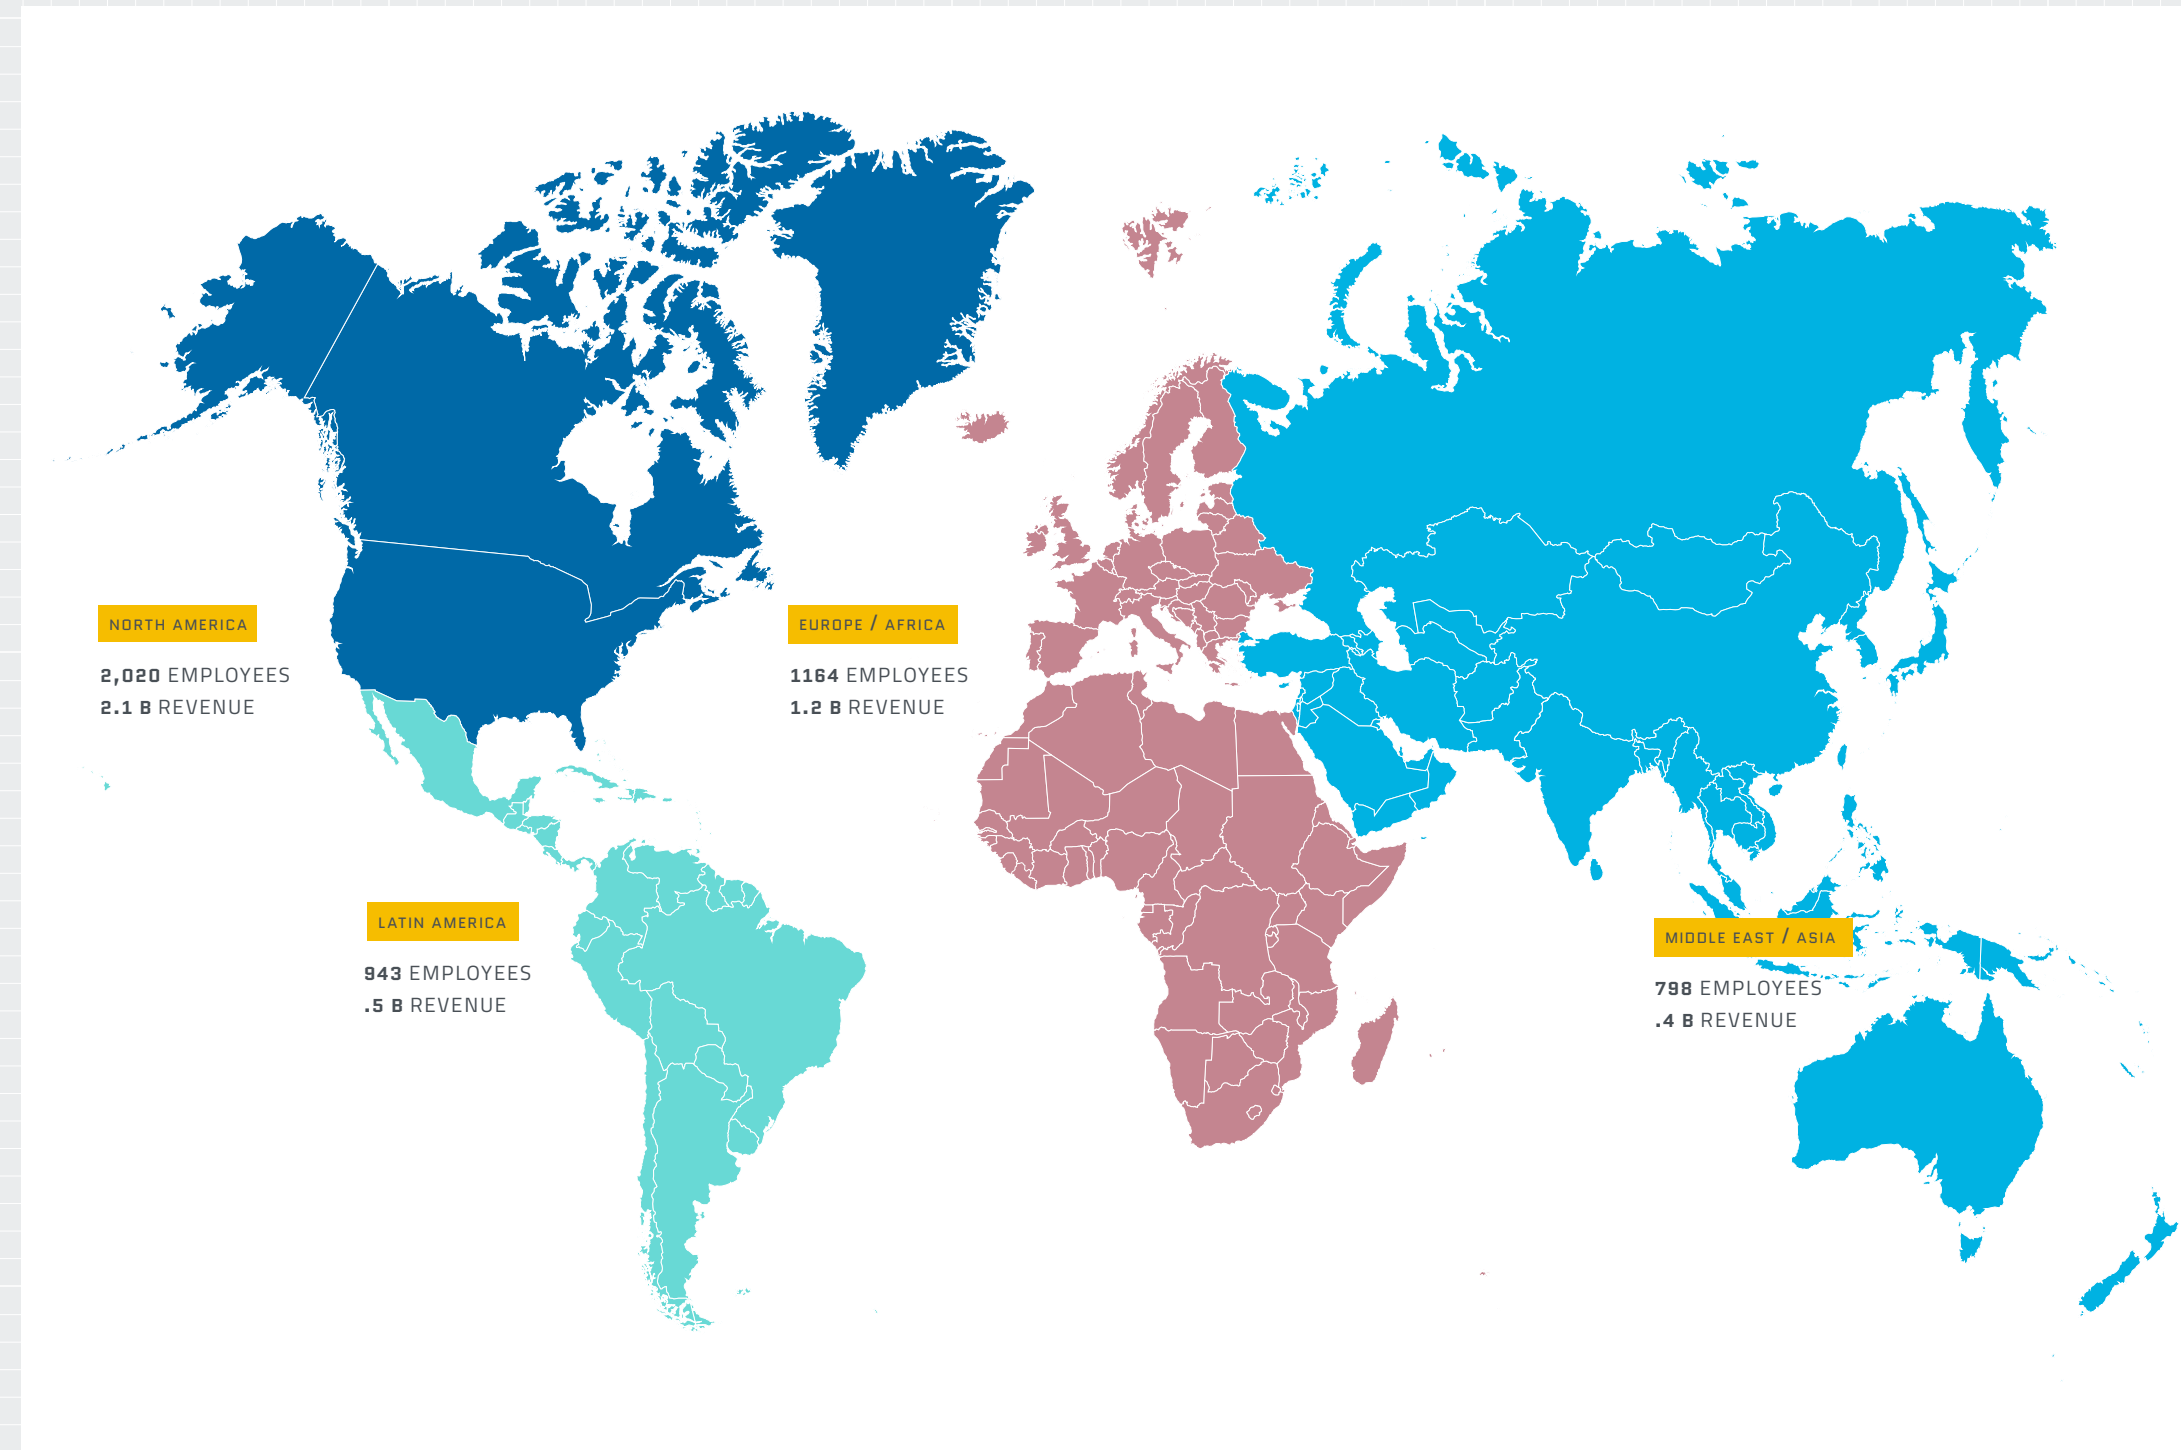 NORTH AMERICA
2,020 EMPLOYEES
2.1 B REVENUE
EUROPE / AFRICA
1164 EMPLOYEES
1.2 B REVENUE
LATIN AMERICA
943 EMPLOYEES
.5 B REVENUE
MIDDLE EAST / ASIA
798 EMPLOYEES
.4 B REVENUE